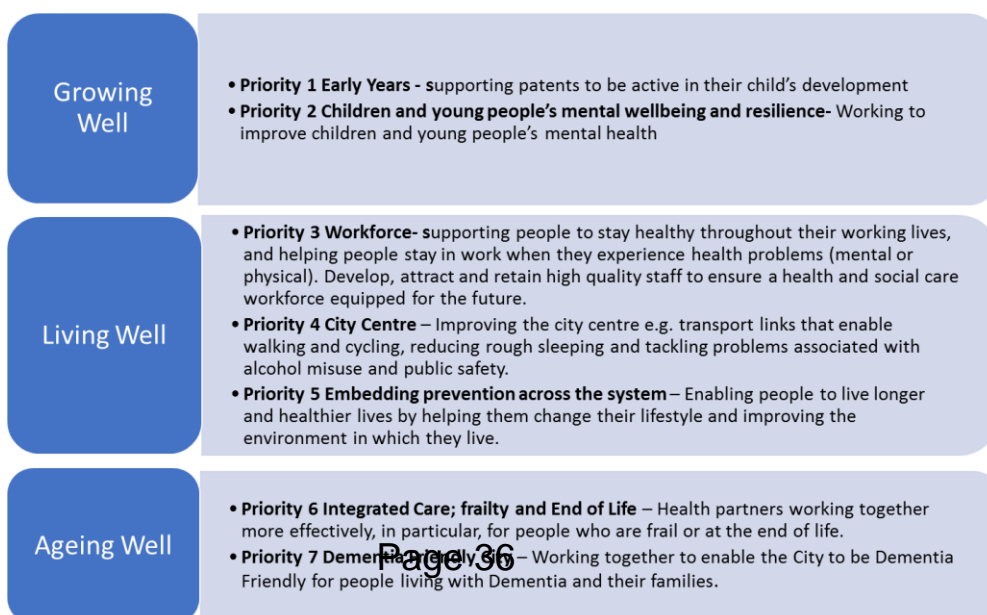 Growing
Well
• Priority 1 Early Years - supporting patents to be active in their child’s development
• Priority 2 Children and young people’s mental wellbeing and resilience- Working to
improve children and young people’s mental health
Living Well
• Priority 3 Workforce- supporting people to stay healthy throughout their working lives,
and helping people stay in work when they experience health problems (mental or
physical). Develop, attract and retain high quality staff to ensure a health and social care
workforce equipped for the future.
• Priority 4 City Centre – Improving the city centre e.g. transport links that enable
walking and cycling, reducing rough sleeping and tackling problems associated with
alcohol misuse and public safety.
• Priority 5 Embedding prevention across the system – Enabling people to live longer
and healthier lives by helping them change their lifestyle and improving the
environment in which they live.
Ageing Well
• Priority 6 Integrated Care; frailty and End of Life – Health partners working together
more effectively, in particular, for people who are frail or at the end of life.
• Priority 7 Dementia Friendly City – Working together to enable the City to be Dementia
Friendly for people living with Dementia and their families.
Page 36